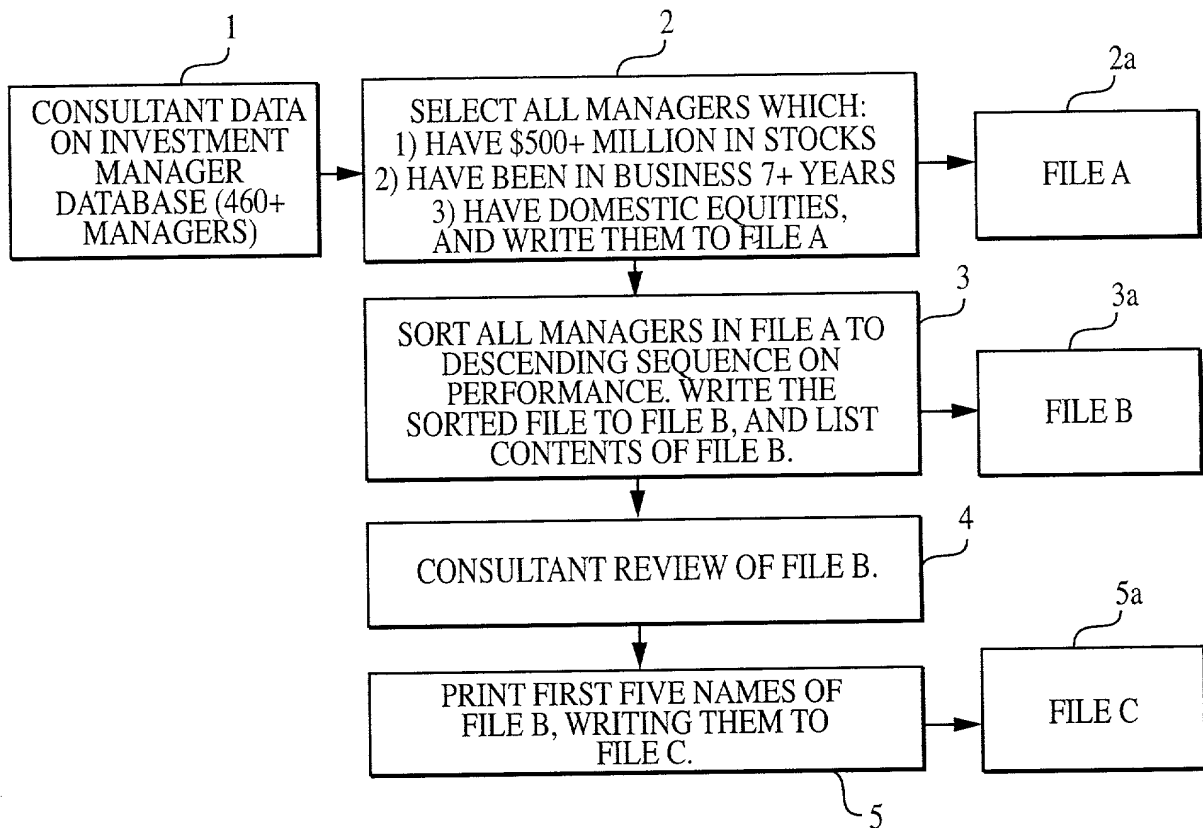 1
CONSULTANT DATA
ON INVESTMENT
MANAGER
DATABASE (460+
MANAGERS)
2
SELECT ALL MANAGERS WHICH:
1) HAVE $500+ MILLION IN STOCKS
2) HAVE BEEN IN BUSINESS 7+ YEARS
3) HAVE DOMESTIC EQUITIES,
AND WRITE THEM TO FILE A
2a
FILE A
3
SORT ALL MANAGERS IN FILE A TO
DESCENDING SEQUENCE ON
PERFORMANCE. WRITE THE
SORTED FILE TO FILE B, AND LIST
CONTENTS OF FILE B.
3a
FILE B
4
CONSULTANT REVIEW OF FILE B.
5
PRINT FIRST FIVE NAMES OF
FILE B, WRITING THEM TO
FILE C.
5a
FILE C